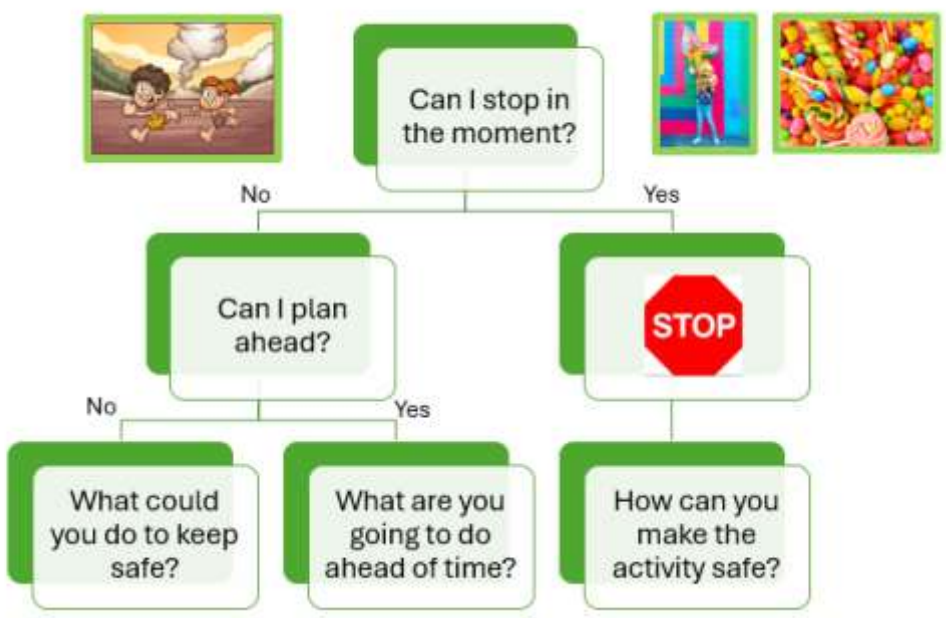 Can I stop in
the moment?
No
Yes
Can I plan
ahead?
STOP
No
Yes
What could
you do to keep
safe?
What are you
going to do
ahead of time?
How can you
make the
activity safe?